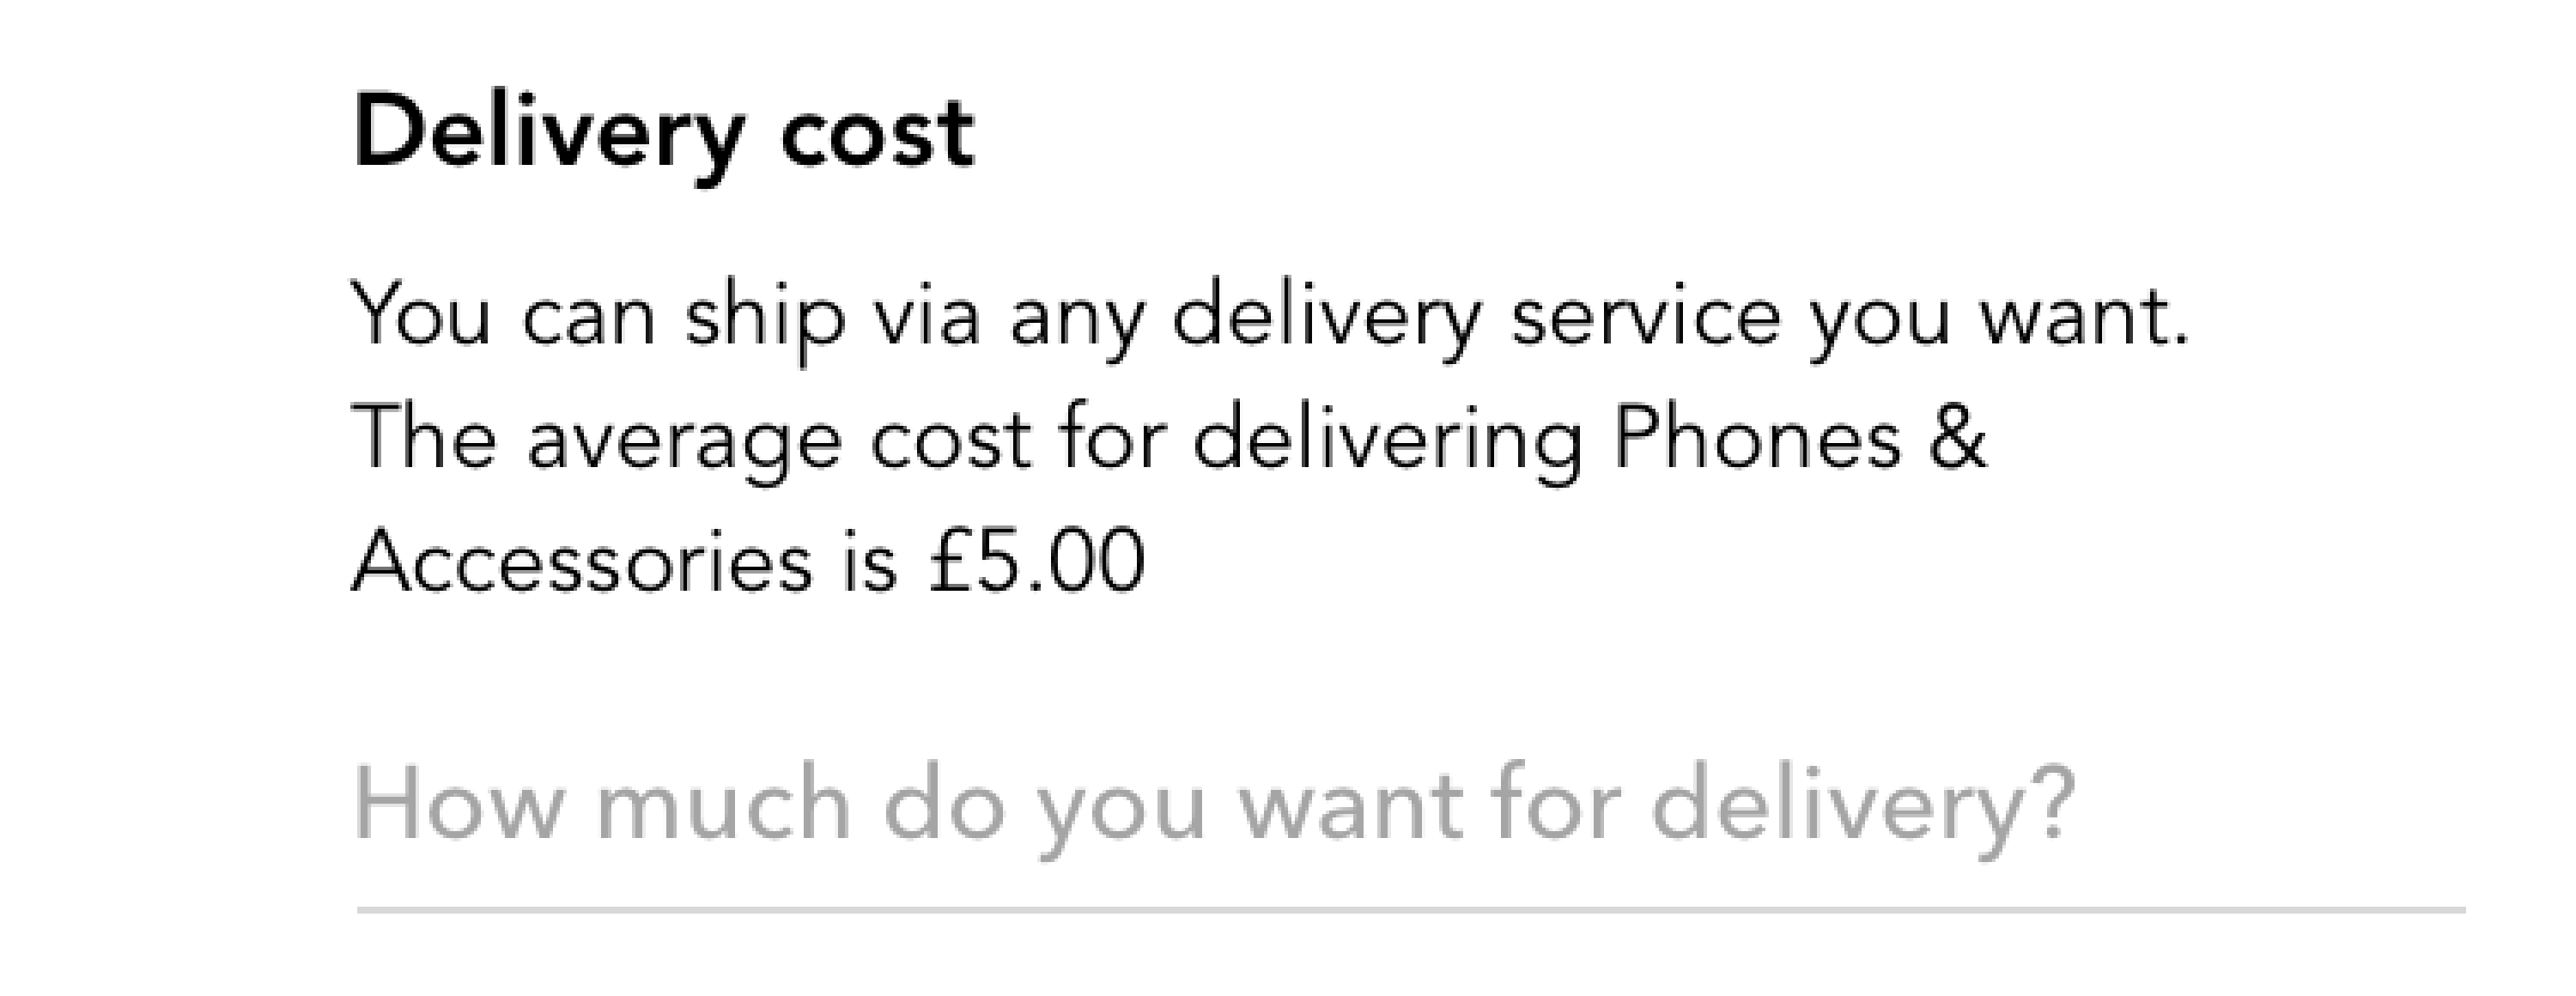 Delivery cost
You can ship via any delivery service you want.
The average cost for delivering Phones &
Accessories is £5.00
How much do you want for delivery?